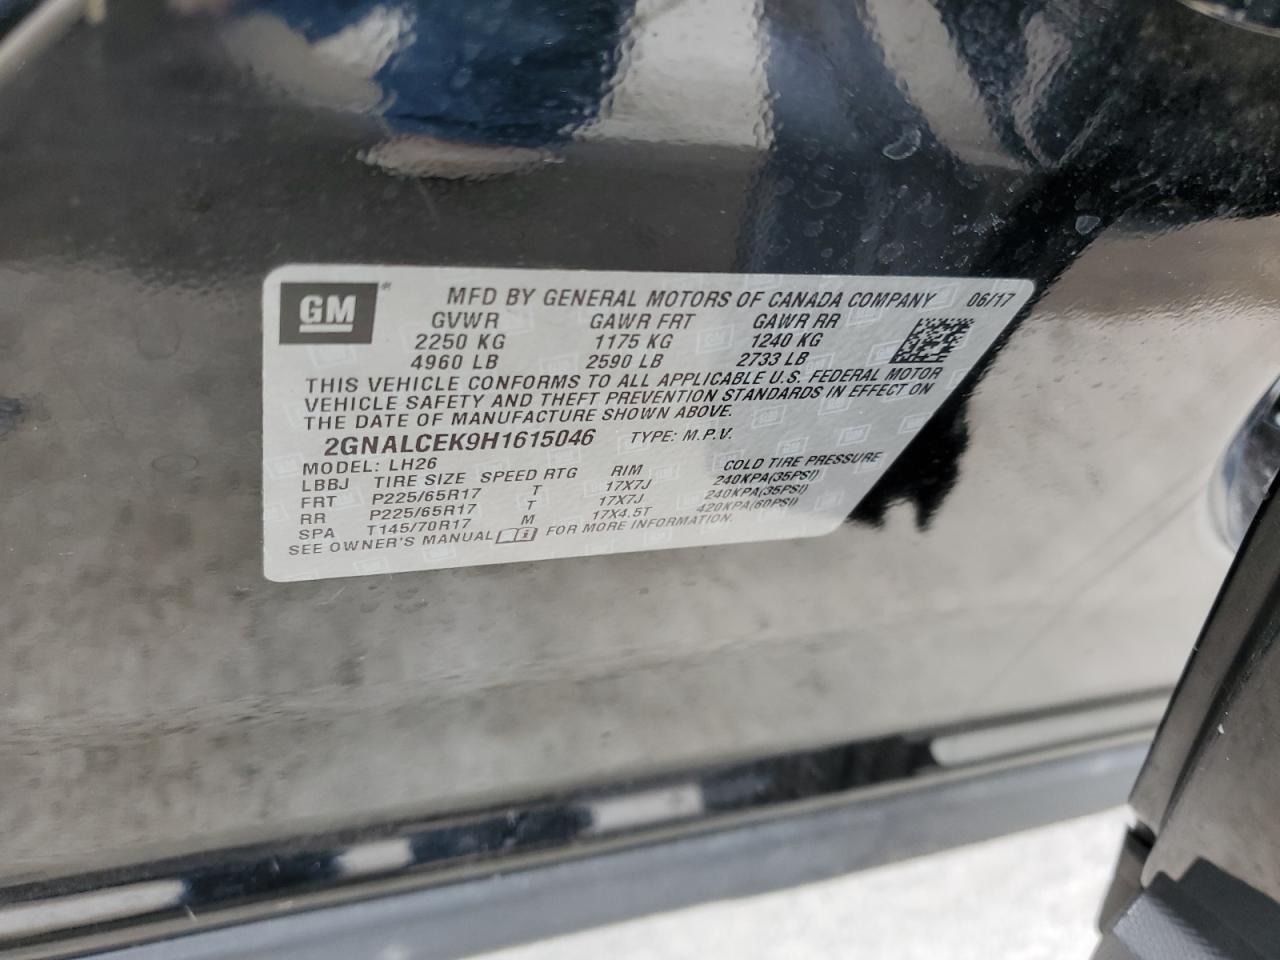 GM ® MFD BY GENERAL MOTORS OF CANADA COMPANY 06/17
GVWR GAWR FRT GAWR RR
2250 KG 1175 KG 1240 KG
4960 LB 2590 LB 2733 LB
THIS VEHICLE CONFORMS TO ALL APPLICABLE U.S. FEDERAL MOTOR
VEHICLE SAFETY AND THEFT PREVENTION STANDARDS IN EFFECT ON
THE DATE OF MANUFACTURE SHOWN ABOVE.
2GNALCEK9H1615046 TYPE: M.P.V.
MODEL: LH26
LBBJ TIRE SIZE SPEED RTG RIM COLD TIRE PRESSURE
FRT P225/65R17 T 17X7J 240KPA(35PSI)
RR P225/65R17 T 17X7J 240KPA(35PSI)
SPA T145/70R17 M 17X4.5T 420KPA(60PSI)
SEE OWNER'S MANUAL FOR MORE INFORMATION.